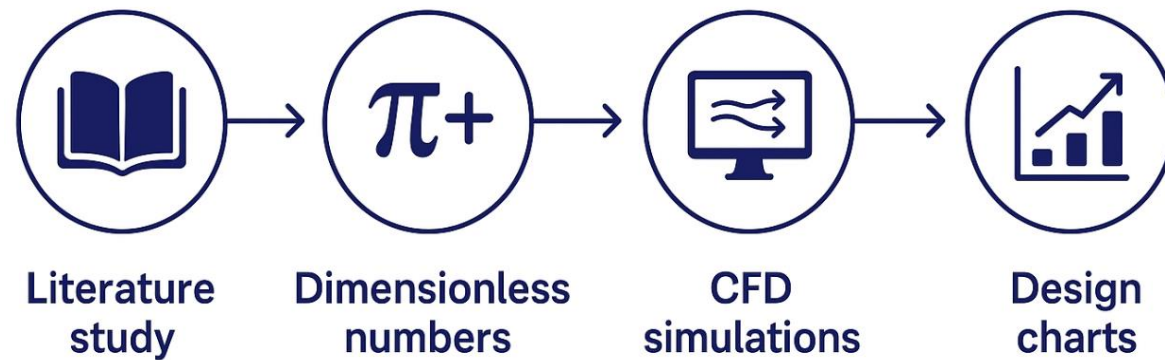 π+
Literature
study
Dimensionless
numbers
CFD
simulations
Design
charts